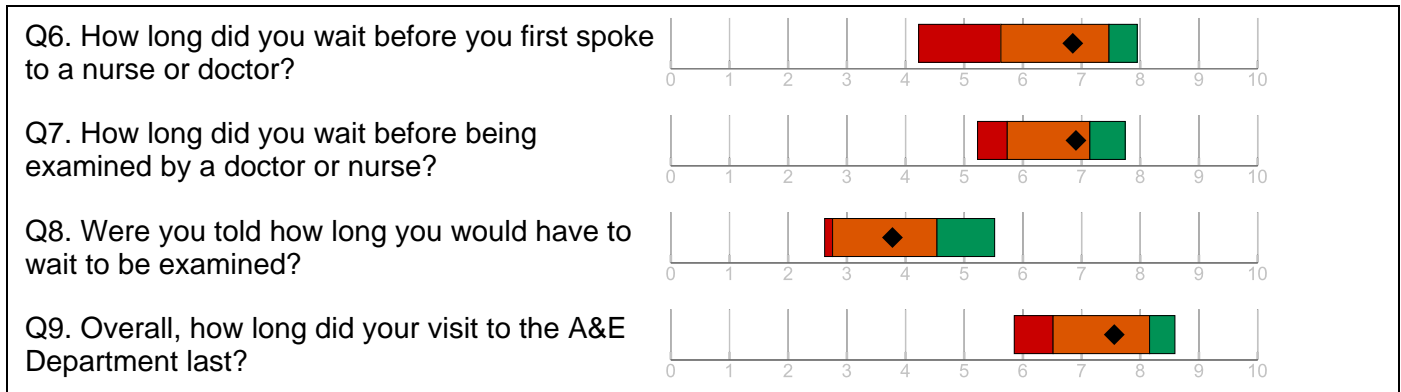 Q6. How long did you wait before you first spoke
to a nurse or doctor?
0 1 2 3 4 5 6 7 8 9 10
Q7. How long did you wait before being
examined by a doctor or nurse?
0 1 2 3 4 5 6 7 8 9 10
Q8. Were you told how long you would have to
wait to be examined?
0 1 2 3 4 5 6 7 8 9 10
Q9. Overall, how long did your visit to the A&E
Department last?
0 1 2 3 4 5 6 7 8 9 10